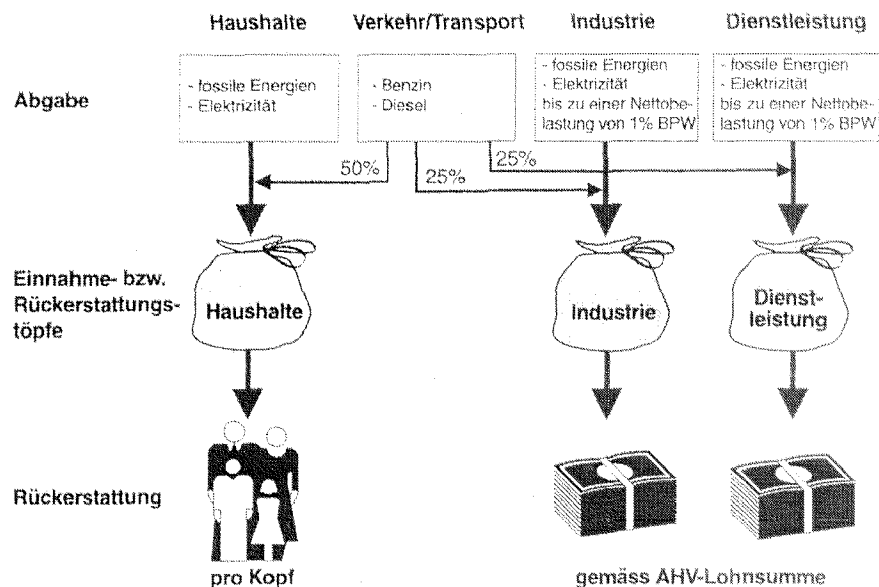 Haushalte Verkehr/Transport Industrie Dienstleistung
Abgabe
- fossile Energien
- Elektrizität
- Benzin
- Diesel
- fossile Energien
- Elektrizität
bis zu einer Nettobe-
lastung von 1% BPW
- fossile Energien
- Elektrizität
bis zu einer Nettobe-
lastung von 1% BPW
50%
25%
25%
Einnahme- bzw.
Rückerstattungs-
töpfe
Haushalte
Industrie
Dienst-
leistung
Rückerstattung
pro Kopf
gemäss AHV-Lohnsumme